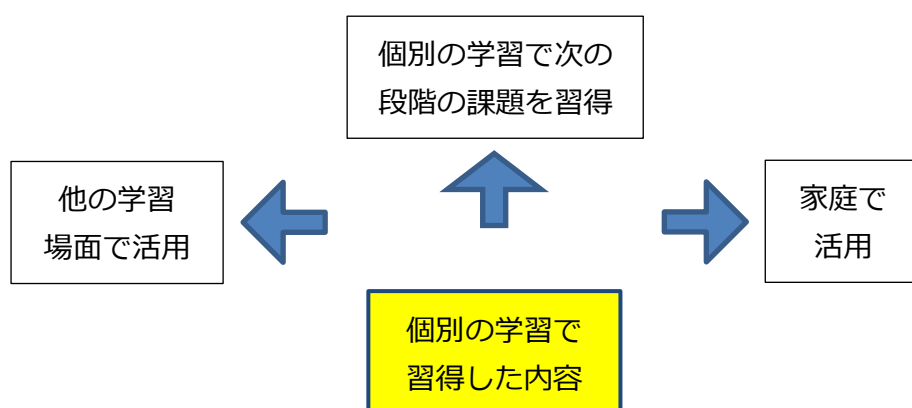 個別の学習で次の
段階の課題を習得
他の学習
場面で活用
家庭で
活用
個別の学習で
習得した内容